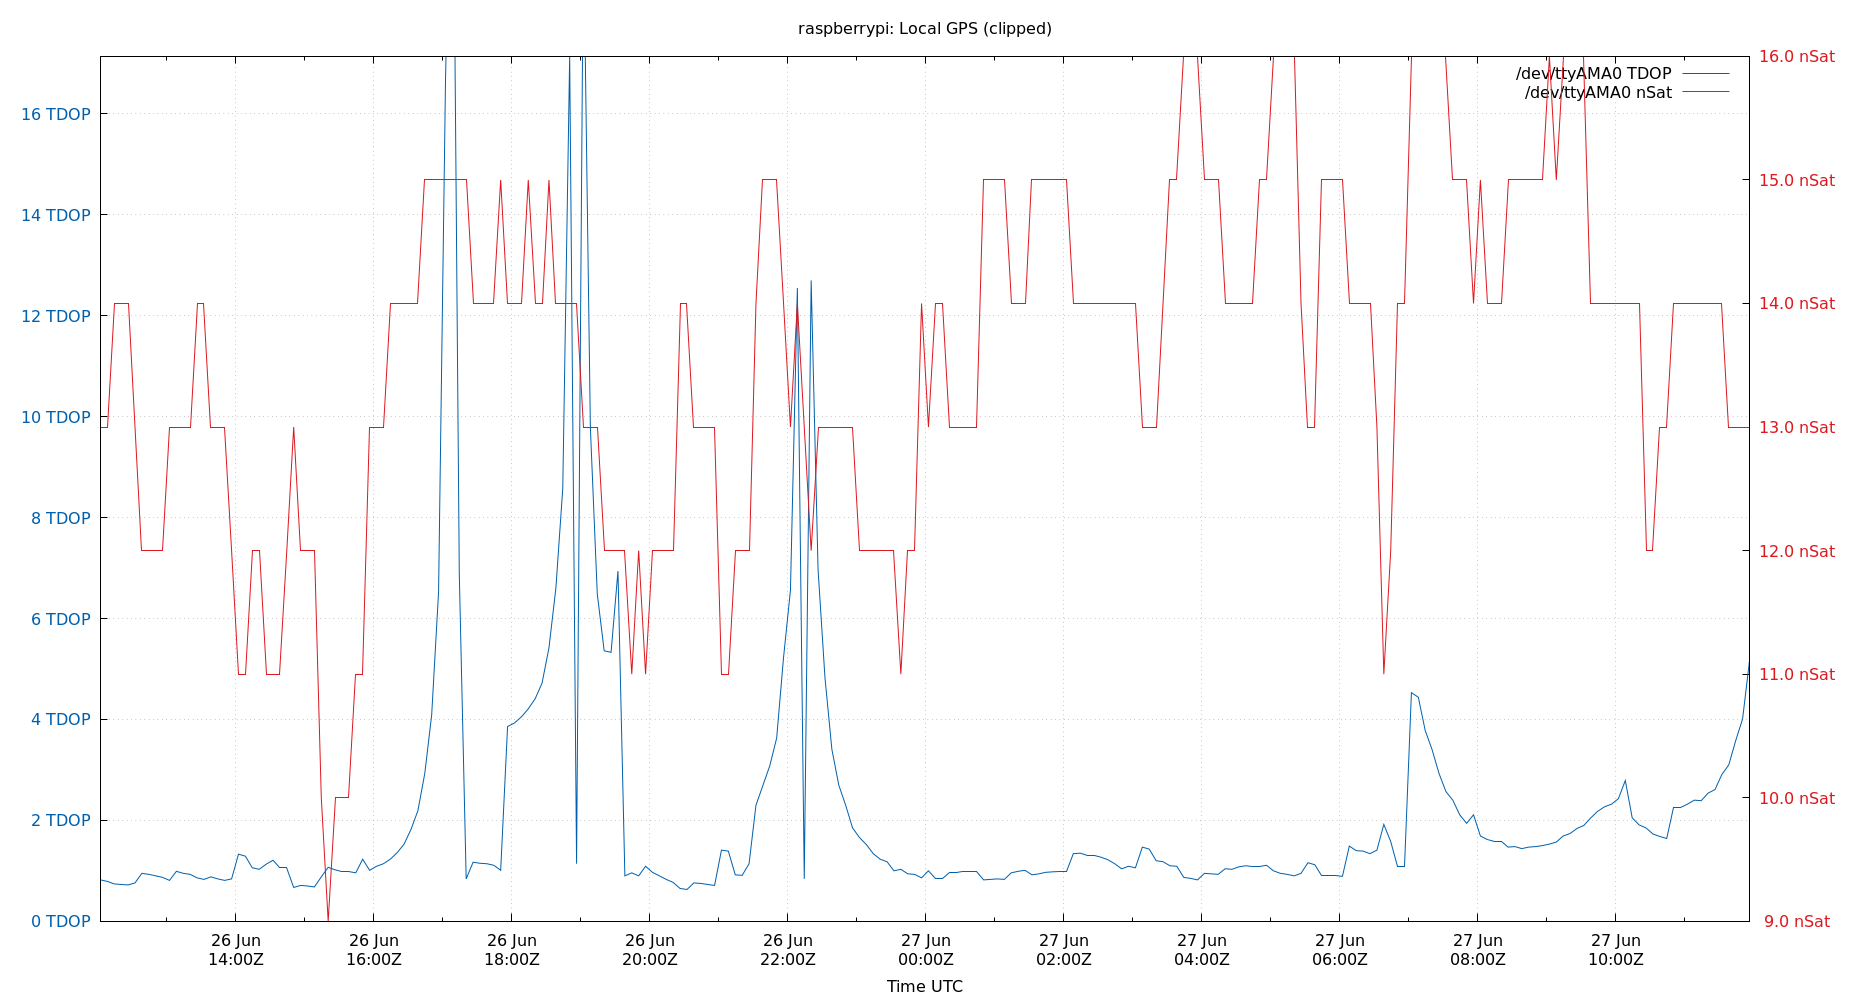 raspberrypi: Local GPS (clipped)
/dev/ttyAMA0 TDOP
/dev/ttyAMA0 nSat
16 TDOP
14 TDOP
12 TDOP
10 TDOP
8 TDOP
6 TDOP
4 TDOP
2 TDOP
0 TDOP
16.0 nSat
15.0 nSat
14.0 nSat
13.0 nSat
12.0 nSat
11.0 nSat
10.0 nSat
9.0 nSat
26 Jun
14:00Z
26 Jun
16:00Z
26 Jun
18:00Z
26 Jun
20:00Z
26 Jun
22:00Z
27 Jun
00:00Z
27 Jun
02:00Z
27 Jun
04:00Z
27 Jun
06:00Z
27 Jun
08:00Z
27 Jun
10:00Z
Time UTC